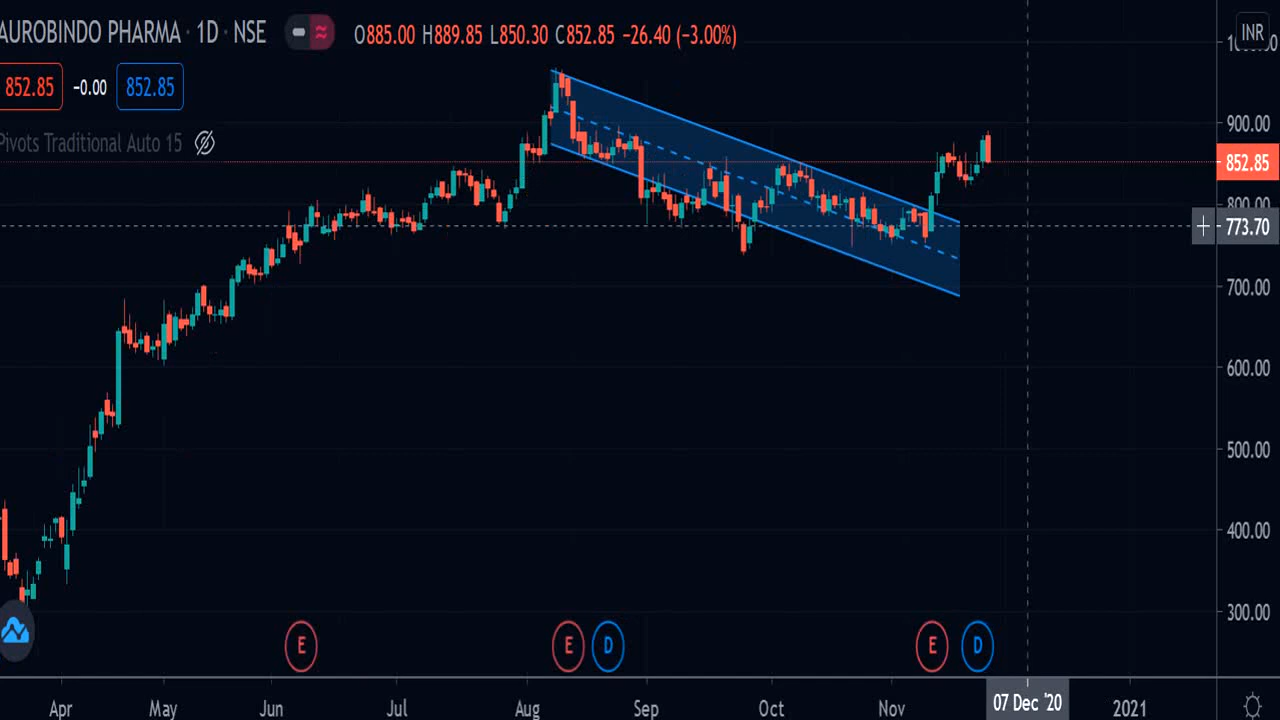 AUROBINDO PHARMA · 1D · NSE
O885.00 H889.85 L850.30 C852.85 −26.40 (−3.00%)
INR
852.85 −0.00 852.85
Pivots Traditional Auto 15
900.00
852.85
800.00
773.70
700.00
600.00
500.00
400.00
300.00
E E D E D
Apr May Jun Jul Aug Sep Oct Nov 07 Dec '20 2021